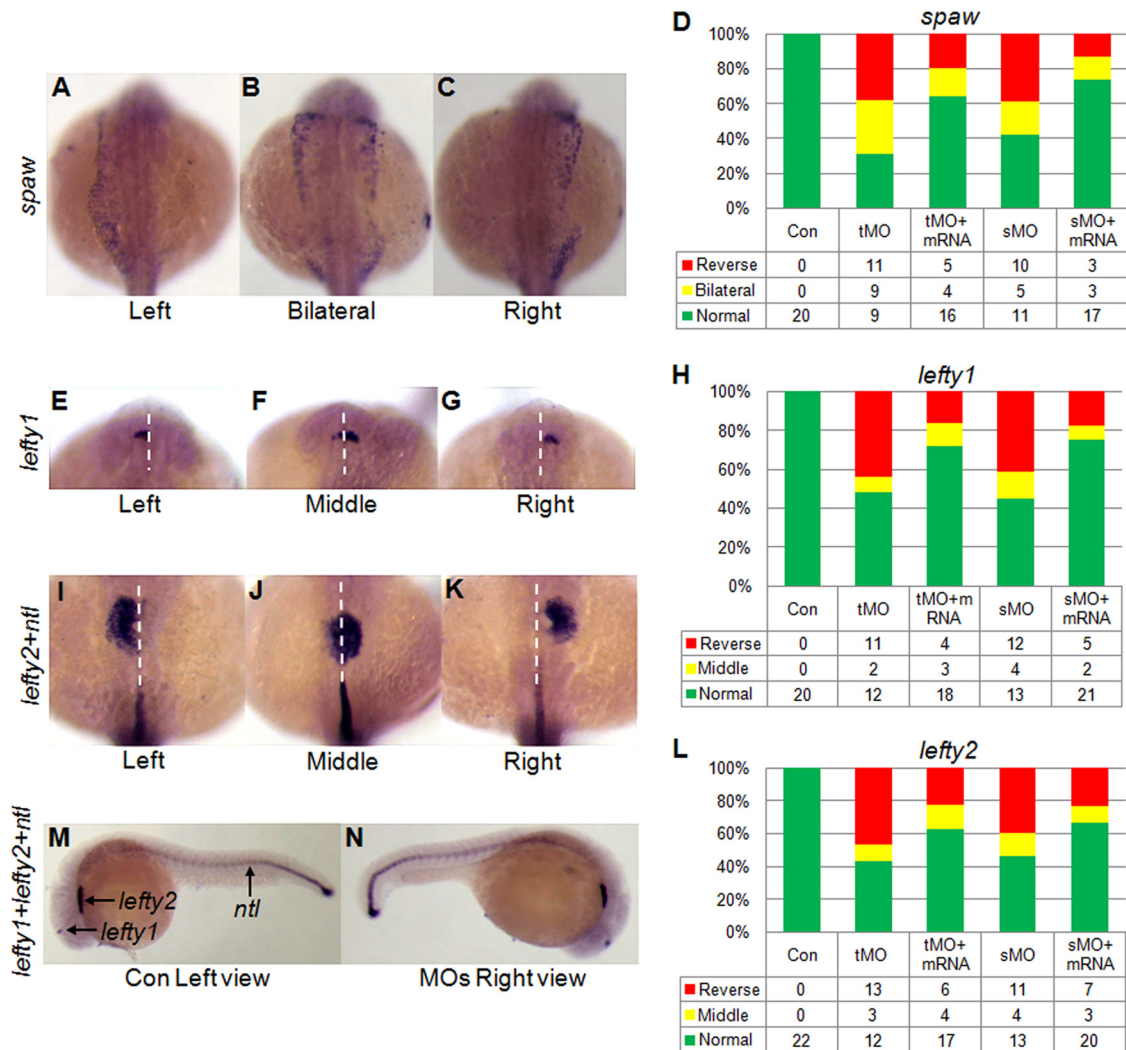 A
B
C
spaw
Left
Bilateral
Right
D
spaw
100%
80%
60%
40%
20%
0%
Con tMO tMO+ mRNA sMO sMO+ mRNA
Reverse 0 11 5 10 3
Bilateral 0 9 4 5 3
Normal 20 9 16 11 17
E
F
G
lefty1
Left
Middle
Right
H
lefty1
100%
80%
60%
40%
20%
0%
Con tMO tMO+m RNA sMO sMO+ mRNA
Reverse 0 11 4 12 5
Middle 0 2 3 4 2
Normal 20 12 18 13 21
I
J
K
lefty2+ntl
Left
Middle
Right
L
lefty2
100%
80%
60%
40%
20%
0%
Con tMO tMO+ mRNA sMO sMO+ mRNA
Reverse 0 13 6 11 7
Middle 0 3 4 4 3
Normal 22 12 17 13 20
M
N
lefty1+lefty2+ntl
lefty2
lefty1
ntl
Con Left view
MOs Right view